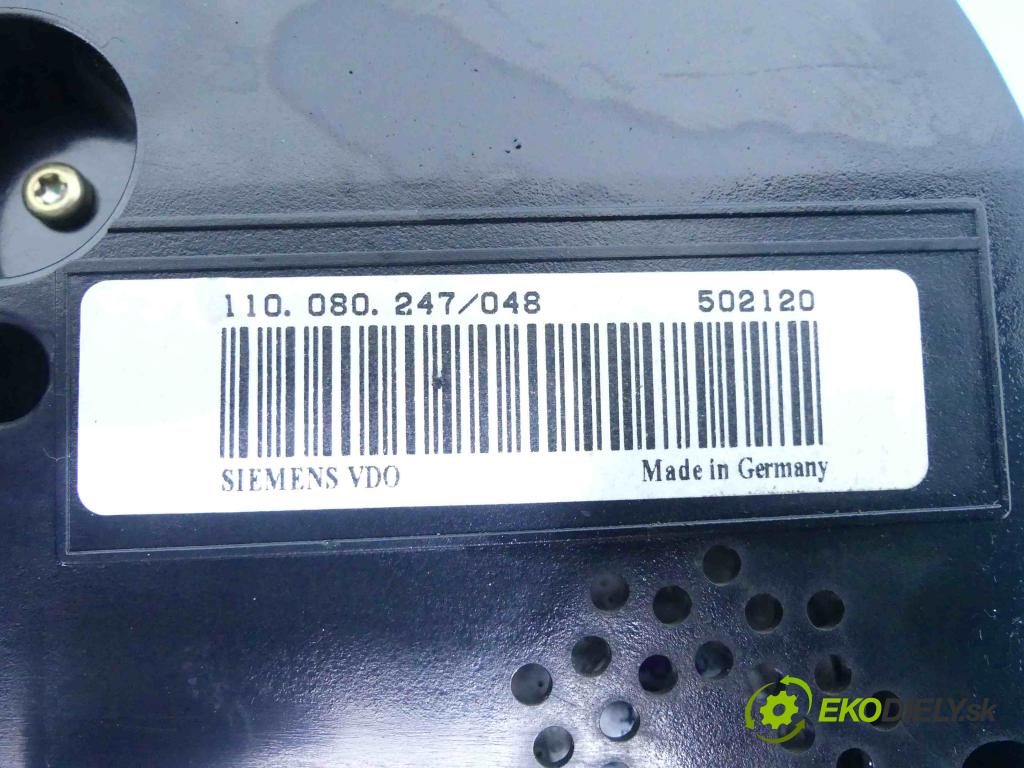 110. 080. 247/048 502120
SIEMENS VDO Made in Germany
EKODIELY.sk